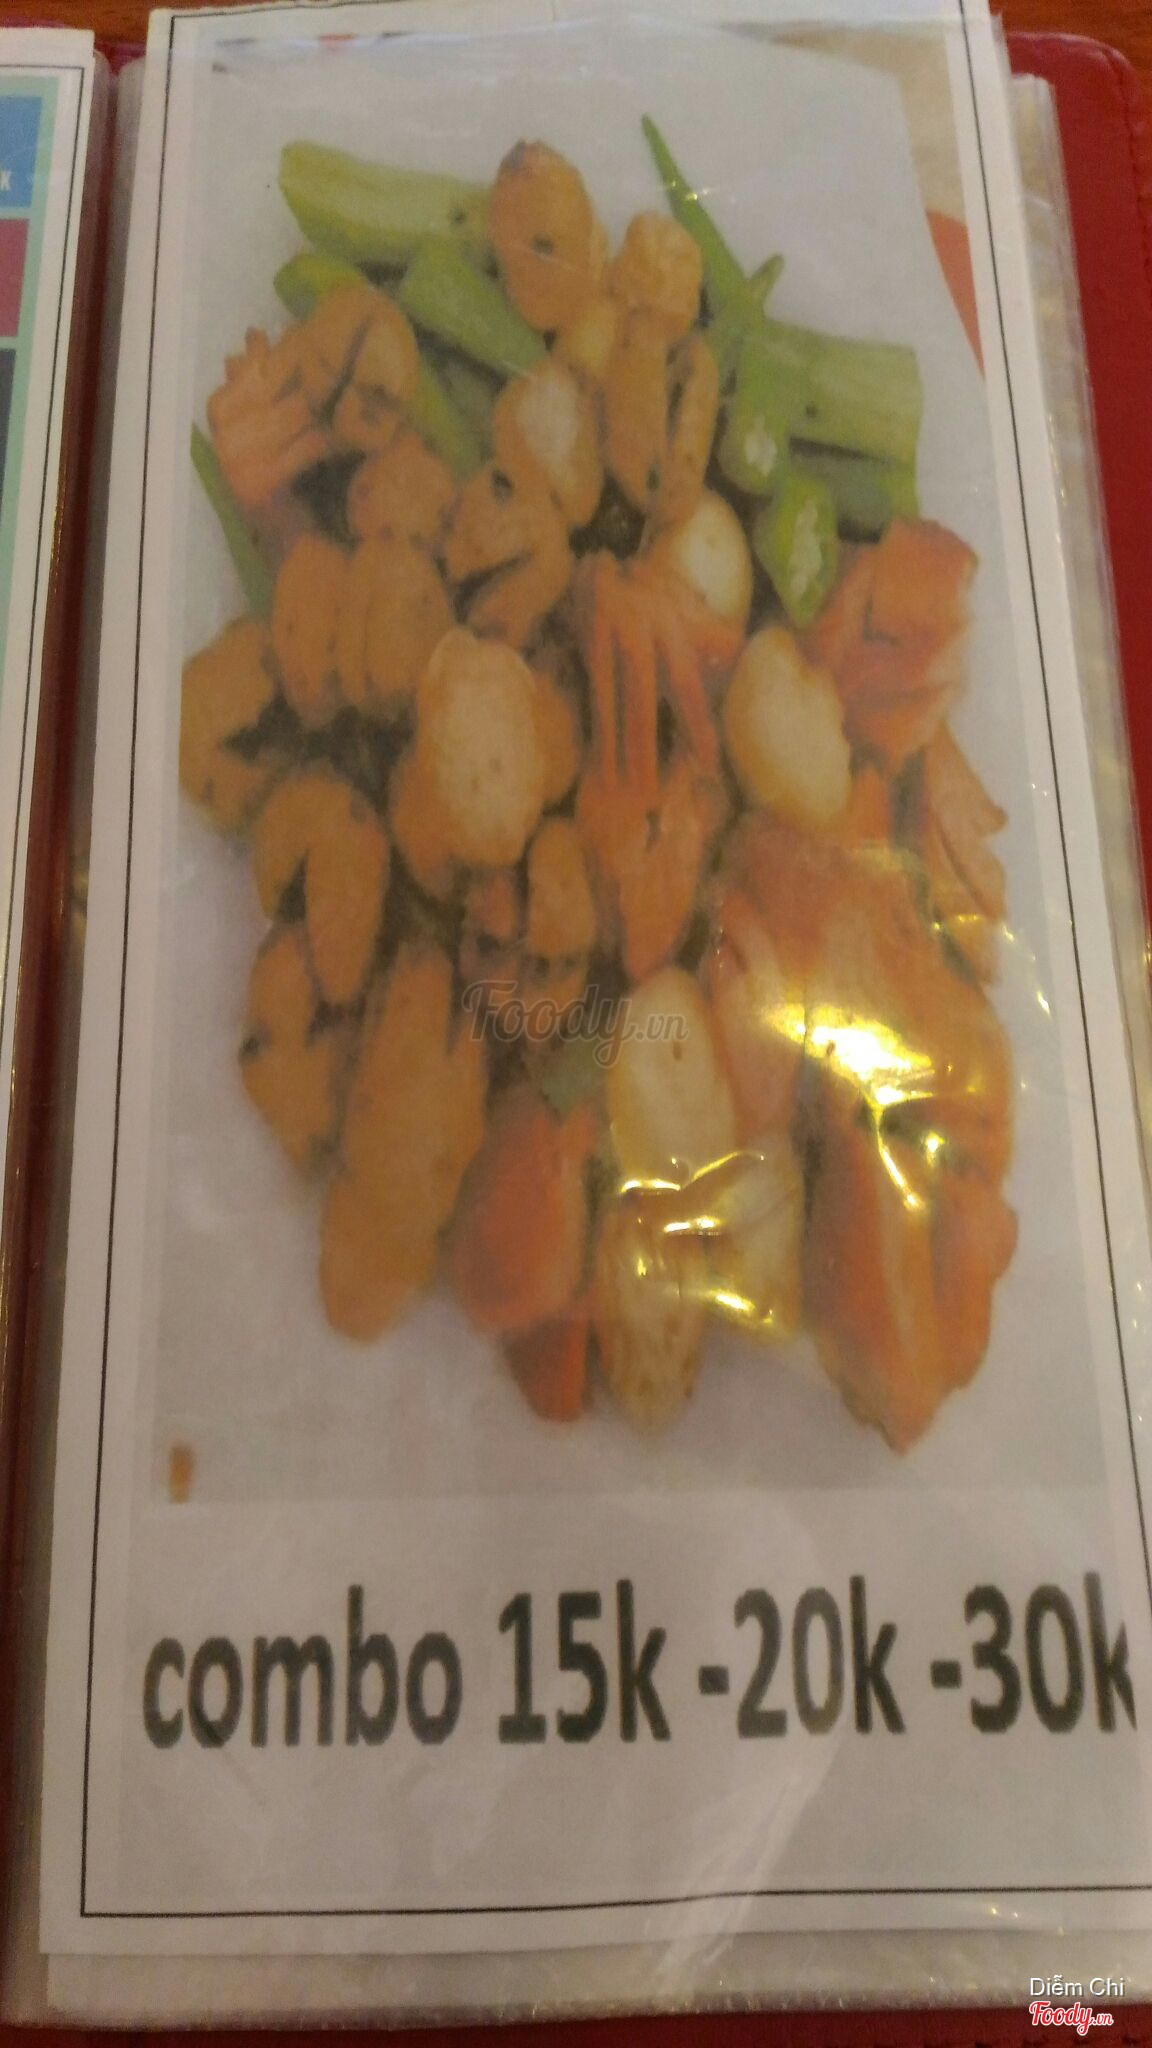 K
Foody.vn
combo 15k -20k -30k
Diễm Chi
Foody.vn